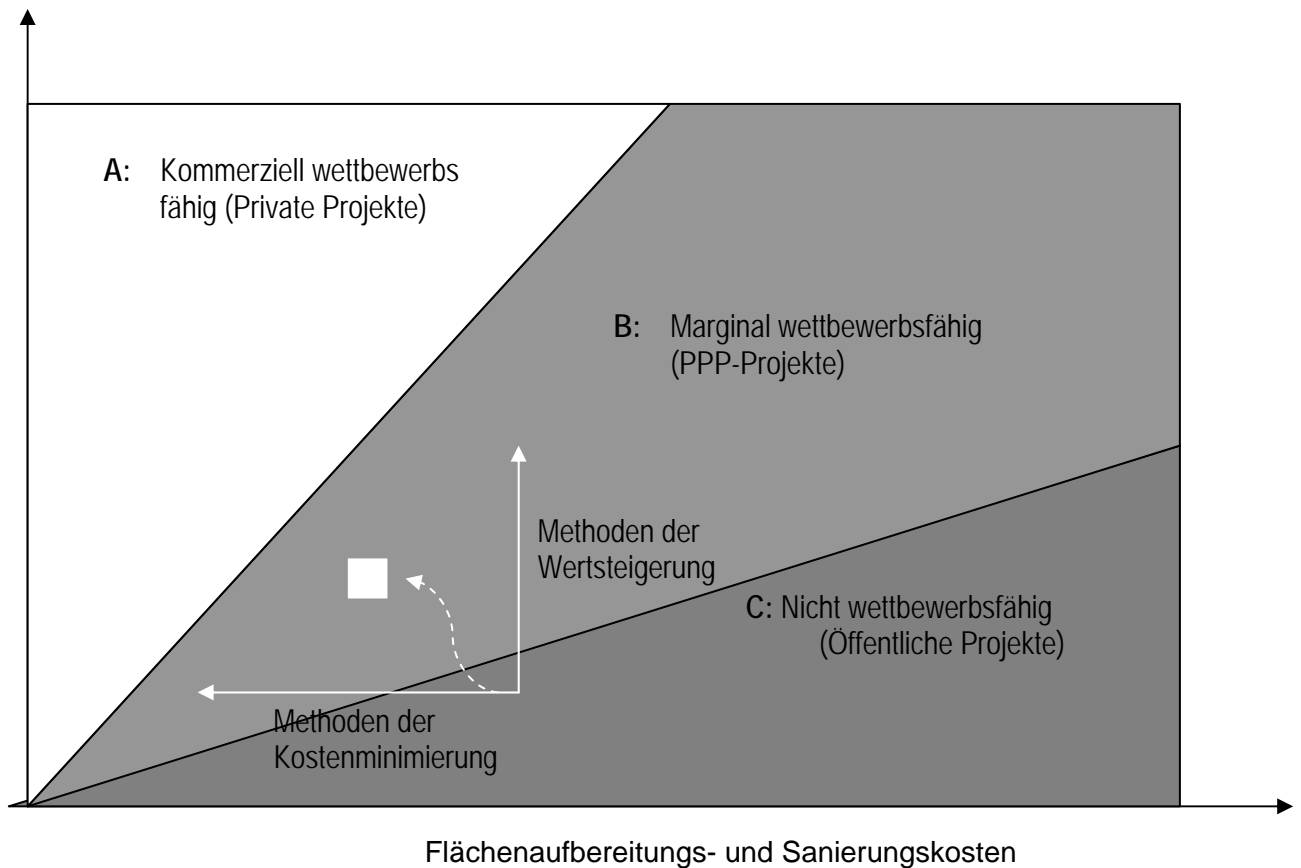 A: Kommerziell wettbewerbs
fähig (Private Projekte)
B: Marginal wettbewerbsfähig
(PPP-Projekte)
Methoden der
Wertsteigerung
C: Nicht wettbewerbsfähig
(Öffentliche Projekte)
Methoden der
Kostenminimierung
Flächenaufbereitungs- und Sanierungskosten